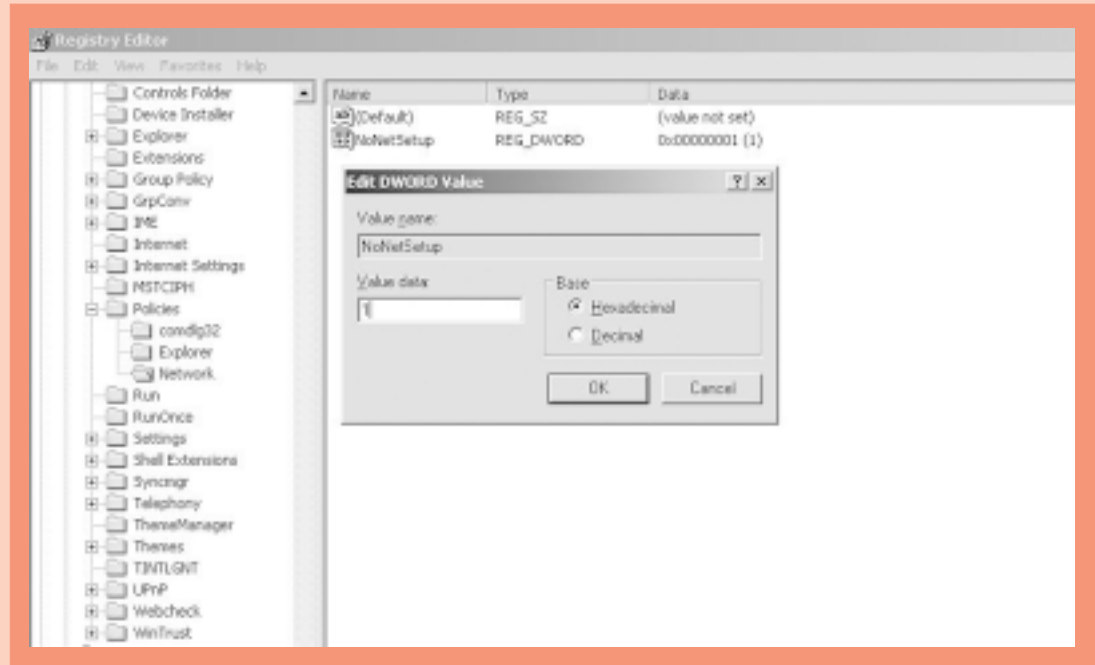 Registry Editor
File Edit View Favorites Help
Controls Folder
Device Installer
Explorer
Extensions
Group Policy
GrpConv
IME
Internet
Internet Settings
MSTCIPH
Policies
comdlg32
Explorer
Network
Run
RunOnce
Settings
Shell Extensions
Syncmgr
Telephony
ThemeManager
Themes
TINTLGNT
UPnP
Webcheck
WinTrust
Name Type Data
(Default) REG_SZ (value not set)
NoNetSetup REG_DWORD 0x00000001 (1)
Edit DWORD Value
Value name:
NoNetSetup
Value data:
1
Base
Hexadecimal
Decimal
OK Cancel